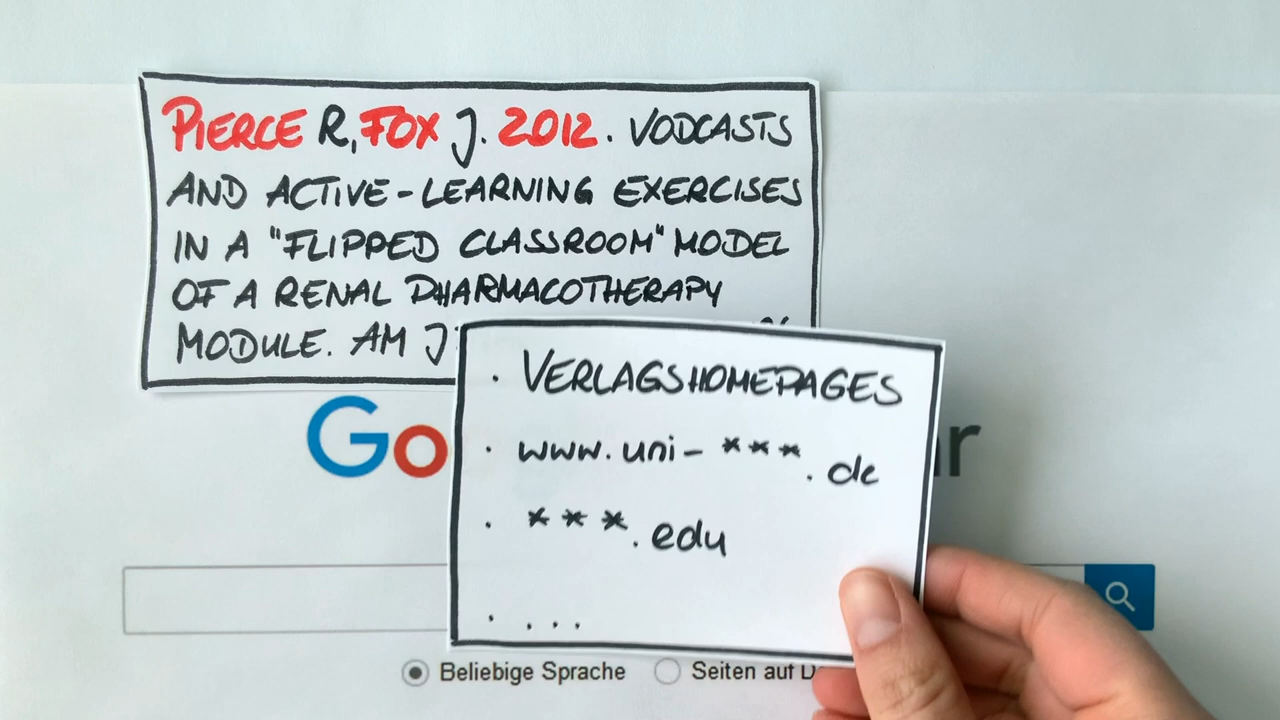 PIERCE R, FOX J. 2012. VODCASTS
AND ACTIVE-LEARNING EXERCISES
IN A "FLIPPED CLASSROOM" MODEL
OF A RENAL PHARMACOTHERAPY
MODULE. AM J
· VERLAGSHOMEPAGES
· www.uni-***.de
· ***.edu
· ...
Go
ar
Beliebige Sprache
Seiten auf D